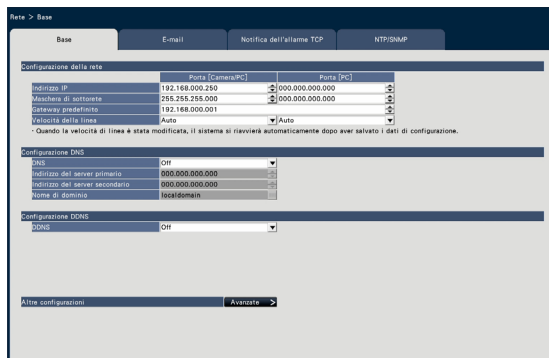 Rete > Base
Base E-mail Notifica dell'allarme TCP NTP/SNMP
Configurazione della rete
Porta [Camera/PC] Porta [PC]
Indirizzo IP 192.168.000.250 000.000.000.000
Maschera di sottorete 255.255.255.000 000.000.000.000
Gateway predefinito 192.168.000.001
Velocità della linea Auto Auto
・Quando la velocità di linea è stata modificata, il sistema si riavvierà automaticamente dopo aver salvato i dati di configurazione.
Configurazione DNS
DNS Off
Indirizzo del server primario 000.000.000.000
Indirizzo del server secondario 000.000.000.000
Nome di dominio localdomain
Configurazione DDNS
DDNS Off
Altre configurazioni Avanzate >